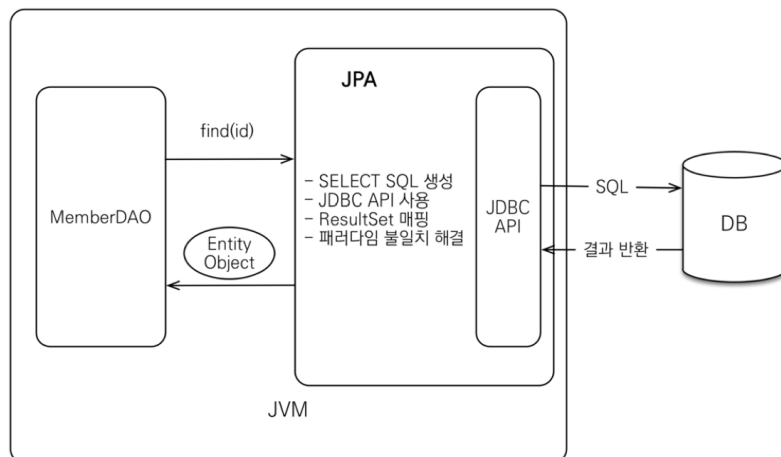 JPA
find(id)
- SELECT SQL 생성
- JDBC API 사용
- ResultSet 매핑
- 패러다임 불일치 해결
MemberDAO
Entity
Object
JDBC
API
SQL
결과 반환
DB
JVM